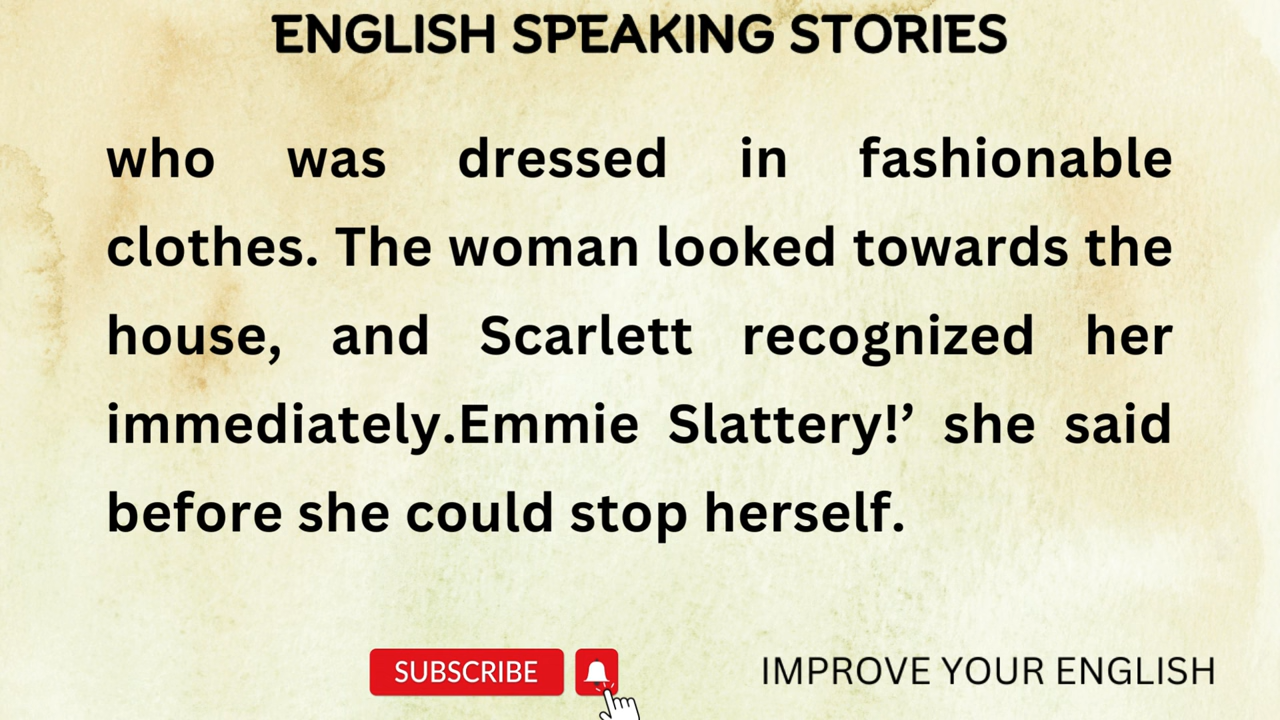 ENGLISH SPEAKING STORIES
who was dressed in fashionable
clothes. The woman looked towards the
house, and Scarlett recognized her
immediately.Emmie Slattery!’ she said
before she could stop herself.
SUBSCRIBE
IMPROVE YOUR ENGLISH